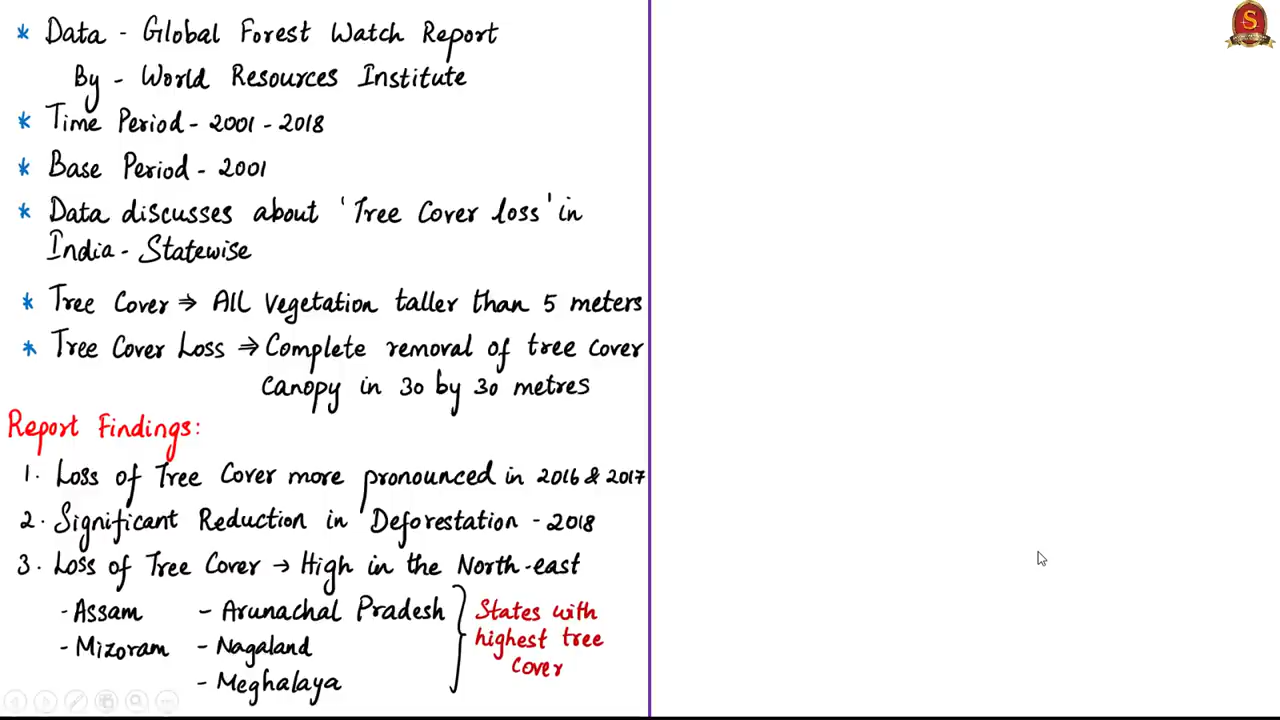 * Data - Global Forest Watch Report
By - World Resources Institute
* Time Period - 2001 - 2018
* Base Period - 2001
* Data discusses about 'Tree Cover loss' in
India - Statewise
* Tree Cover ⇒ All Vegetation taller than 5 meters
* Tree Cover Loss ⇒ Complete removal of tree cover
canopy in 30 by 30 metres
Report Findings:
1. Loss of Tree Cover more pronounced in 2016 & 2017
2. Significant Reduction in Deforestation - 2018
3. Loss of Tree Cover → High in the North-east
- Assam - Arunachal Pradesh
- Mizoram - Nagaland
- Meghalaya
States with
highest tree
cover
S